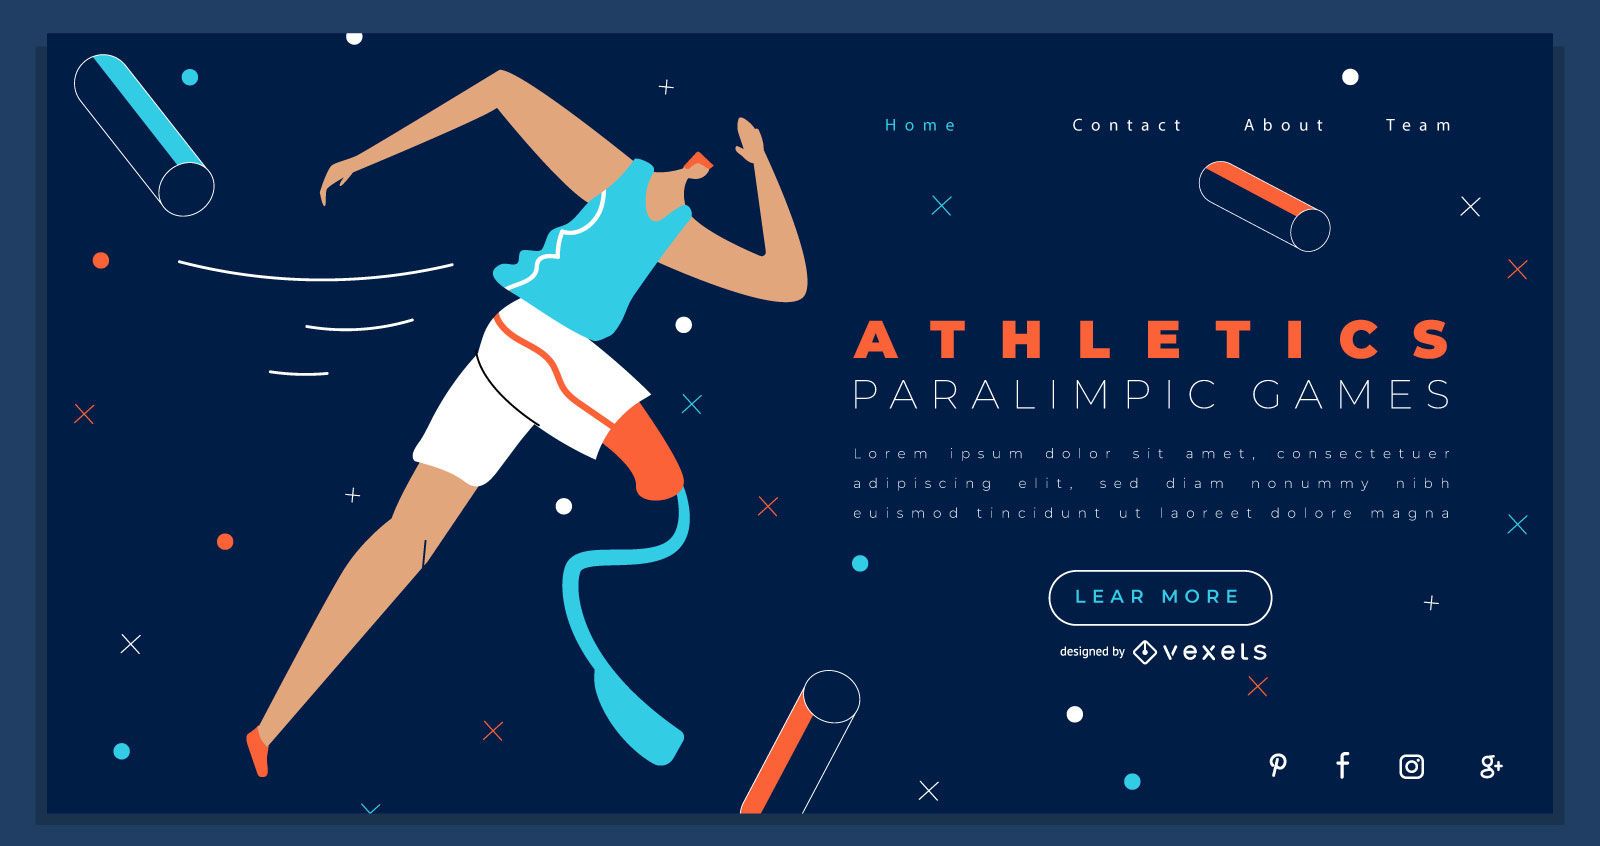 Home Contact About Team
ATHLETICS
PARALIMPIC GAMES
Lorem ipsum dolor sit amet, consectetuer
adipiscing elit, sed diam nonummy nibh
euismod tincidunt ut laoreet dolore magna
LEAR MORE
designed by vexels
g+